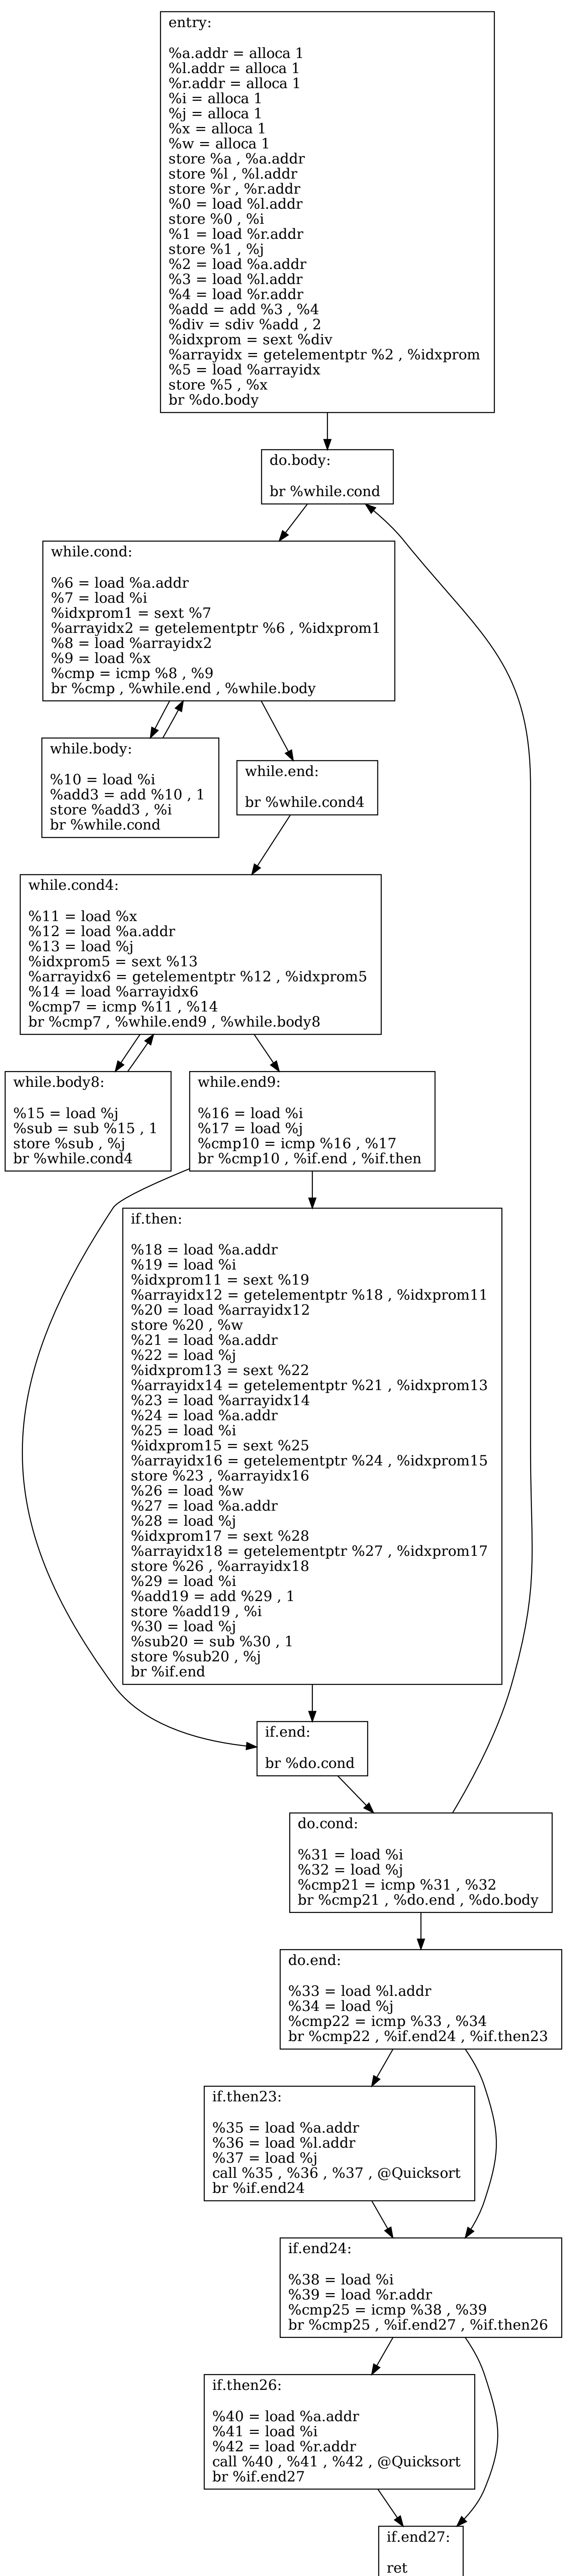 entry:
%a.addr = alloca 1
%l.addr = alloca 1
%r.addr = alloca 1
%i = alloca 1
%j = alloca 1
%x = alloca 1
%w = alloca 1
store %a , %a.addr
store %l , %l.addr
store %r , %r.addr
%0 = load %l.addr
store %0 , %i
%1 = load %r.addr
store %1 , %j
%2 = load %a.addr
%3 = load %l.addr
%4 = load %r.addr
%add = add %3 , %4
%div = sdiv %add , 2
%idxprom = sext %div
%arrayidx = getelementptr %2 , %idxprom
%5 = load %arrayidx
store %5 , %x
br %do.body
do.body:
br %while.cond
while.cond:
%6 = load %a.addr
%7 = load %i
%idxprom1 = sext %7
%arrayidx2 = getelementptr %6 , %idxprom1
%8 = load %arrayidx2
%9 = load %x
%cmp = icmp %8 , %9
br %cmp , %while.end , %while.body
while.body:
%10 = load %i
%add3 = add %10 , 1
store %add3 , %i
br %while.cond
while.end:
br %while.cond4
while.cond4:
%11 = load %x
%12 = load %a.addr
%13 = load %j
%idxprom5 = sext %13
%arrayidx6 = getelementptr %12 , %idxprom5
%14 = load %arrayidx6
%cmp7 = icmp %11 , %14
br %cmp7 , %while.end9 , %while.body8
while.body8:
%15 = load %j
%sub = sub %15 , 1
store %sub , %j
br %while.cond4
while.end9:
%16 = load %i
%17 = load %j
%cmp10 = icmp %16 , %17
br %cmp10 , %if.end , %if.then
if.then:
%18 = load %a.addr
%19 = load %i
%idxprom11 = sext %19
%arrayidx12 = getelementptr %18 , %idxprom11
%20 = load %arrayidx12
store %20 , %w
%21 = load %a.addr
%22 = load %j
%idxprom13 = sext %22
%arrayidx14 = getelementptr %21 , %idxprom13
%23 = load %arrayidx14
%24 = load %a.addr
%25 = load %i
%idxprom15 = sext %25
%arrayidx16 = getelementptr %24 , %idxprom15
store %23 , %arrayidx16
%26 = load %w
%27 = load %a.addr
%28 = load %j
%idxprom17 = sext %28
%arrayidx18 = getelementptr %27 , %idxprom17
store %26 , %arrayidx18
%29 = load %i
%add19 = add %29 , 1
store %add19 , %i
%30 = load %j
%sub20 = sub %30 , 1
store %sub20 , %j
br %if.end
if.end:
br %do.cond
do.cond:
%31 = load %i
%32 = load %j
%cmp21 = icmp %31 , %32
br %cmp21 , %do.end , %do.body
do.end:
%33 = load %l.addr
%34 = load %j
%cmp22 = icmp %33 , %34
br %cmp22 , %if.end24 , %if.then23
if.then23:
%35 = load %a.addr
%36 = load %l.addr
%37 = load %j
call %35 , %36 , %37 , @Quicksort
br %if.end24
if.end24:
%38 = load %i
%39 = load %r.addr
%cmp25 = icmp %38 , %39
br %cmp25 , %if.end27 , %if.then26
if.then26:
%40 = load %a.addr
%41 = load %i
%42 = load %r.addr
call %40 , %41 , %42 , @Quicksort
br %if.end27
if.end27:
ret